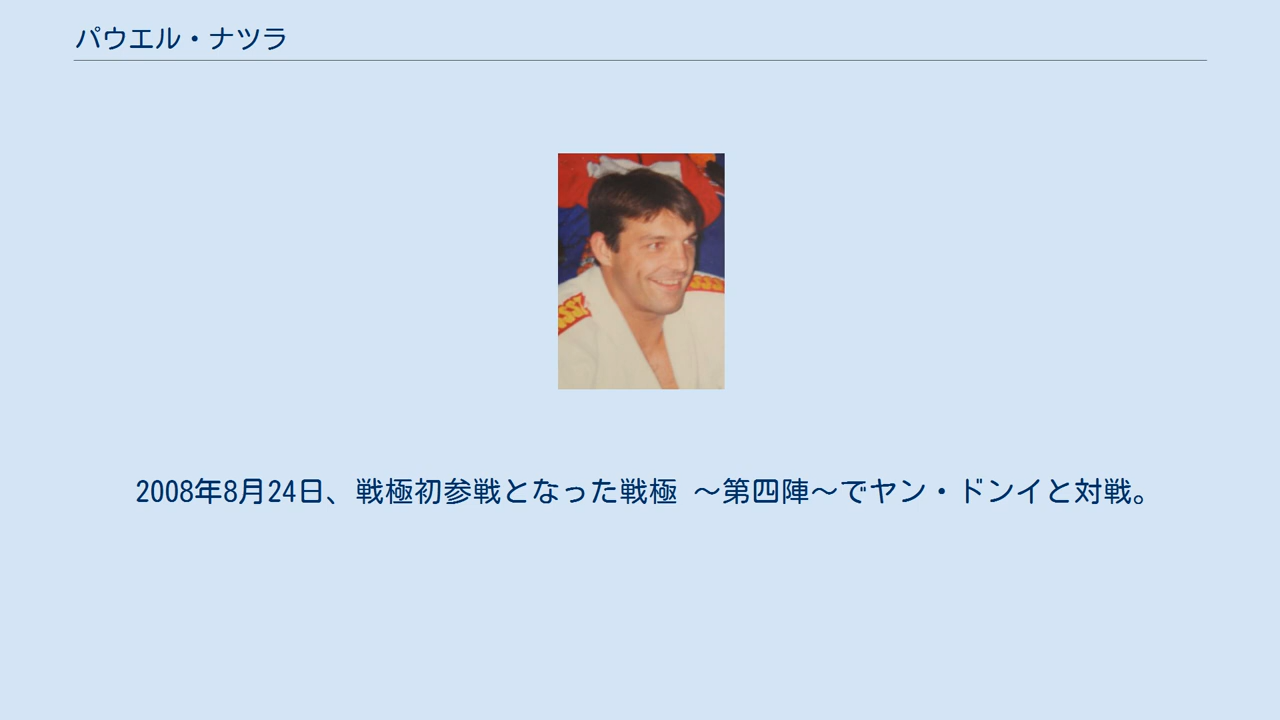 パウエル・ナツラ
2008年8月24日、戦極初参戦となった戦極 〜第四陣〜でヤン・ドンイと対戦。